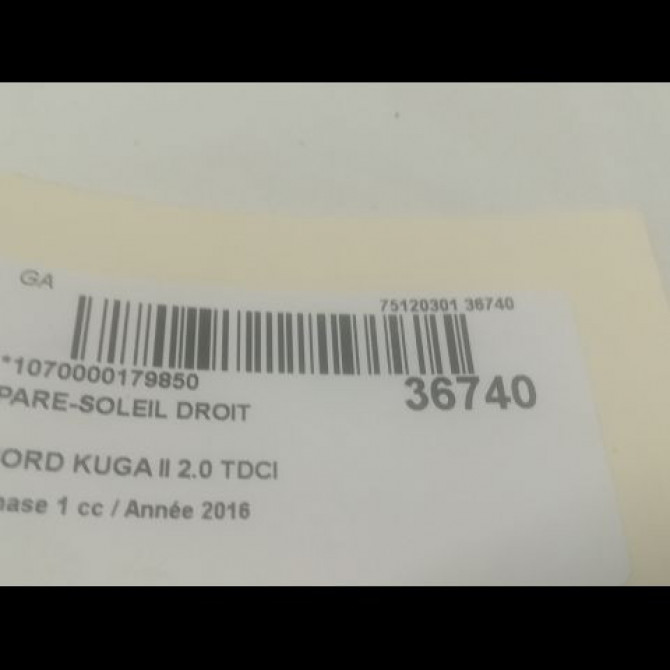 GA
75120301 36740
*1070000179850
36740
PARE-SOLEIL DROIT
ORD KUGA II 2.0 TDCI
hase 1 cc / Année 2016